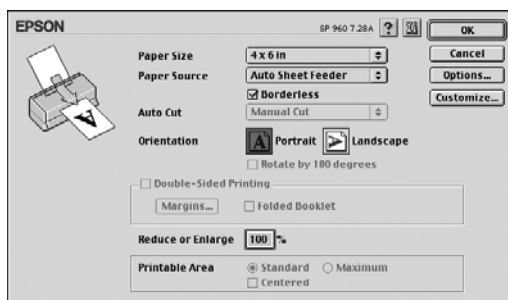 EPSON SP 960 7.28A ? OK
Paper Size 4 x 6 in Cancel
Paper Source Auto Sheet Feeder Options...
Borderless Customize...
Auto Cut Manual Cut
Orientation A Portrait A Landscape
Rotate by 180 degrees
Double-Sided Printing
Margins... Folded Booklet
Reduce or Enlarge 100 %
Printable Area Standard Maximum
Centered
A